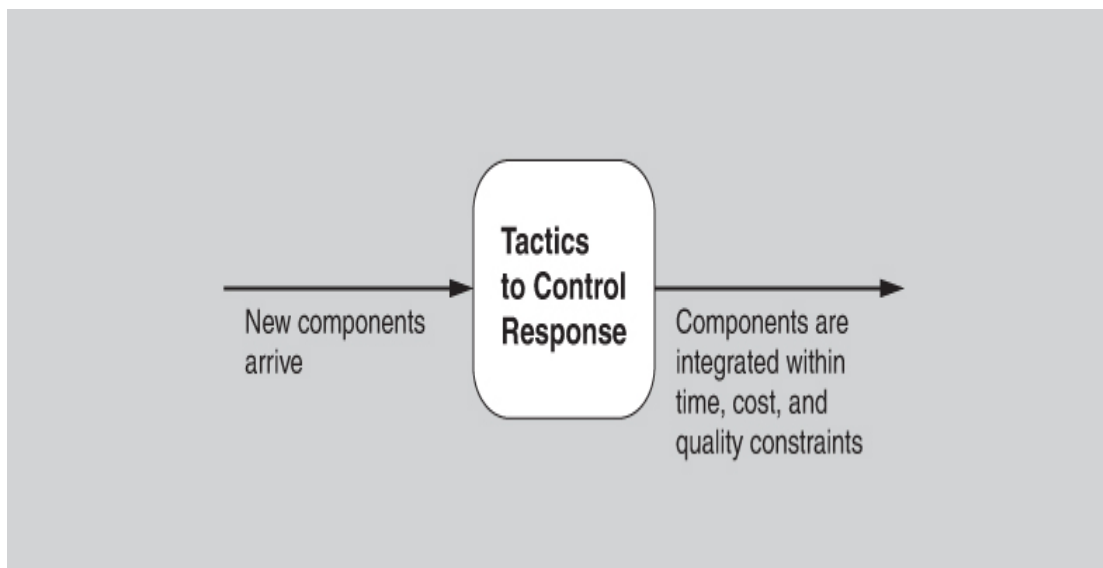 New components
arrive
Tactics
to Control
Response
Components are
integrated within
time, cost, and
quality constraints